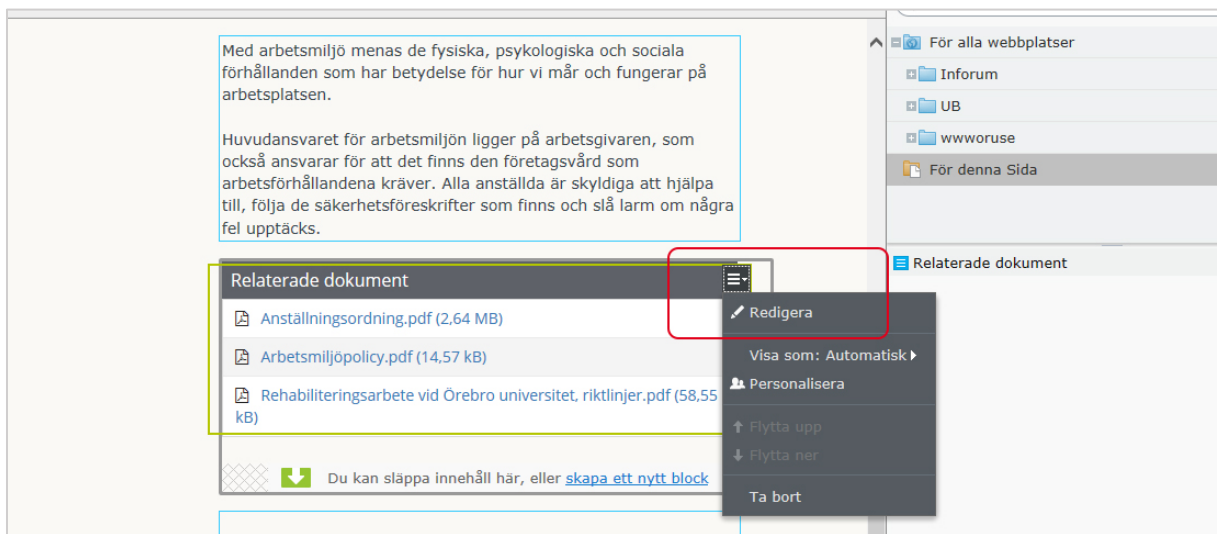 Med arbetsmiljö menas de fysiska, psykologiska och sociala
förhållanden som har betydelse för hur vi mår och fungerar på
arbetsplatsen.
Huvudansvaret för arbetsmiljön ligger på arbetsgivaren, som
också ansvarar för att det finns den företagsvård som
arbetsförhållandena kräver. Alla anställda är skyldiga att hjälpa
till, följa de säkerhetsföreskrifter som finns och slå larm om några
fel upptäcks.
Relaterade dokument
Anställningsordning.pdf (2,64 MB)
Arbetsmiljöpolicy.pdf (14,57 kB)
Rehabiliteringsarbete vid Örebro universitet, riktlinjer.pdf (58,55
kB)
Du kan släppa innehåll här, eller skapa ett nytt block
Redigera
Visa som: Automatisk
Personalisera
Flytta upp
Flytta ner
Ta bort
För alla webbplatser
Inforum
UB
wwworuse
För denna Sida
Relaterade dokument